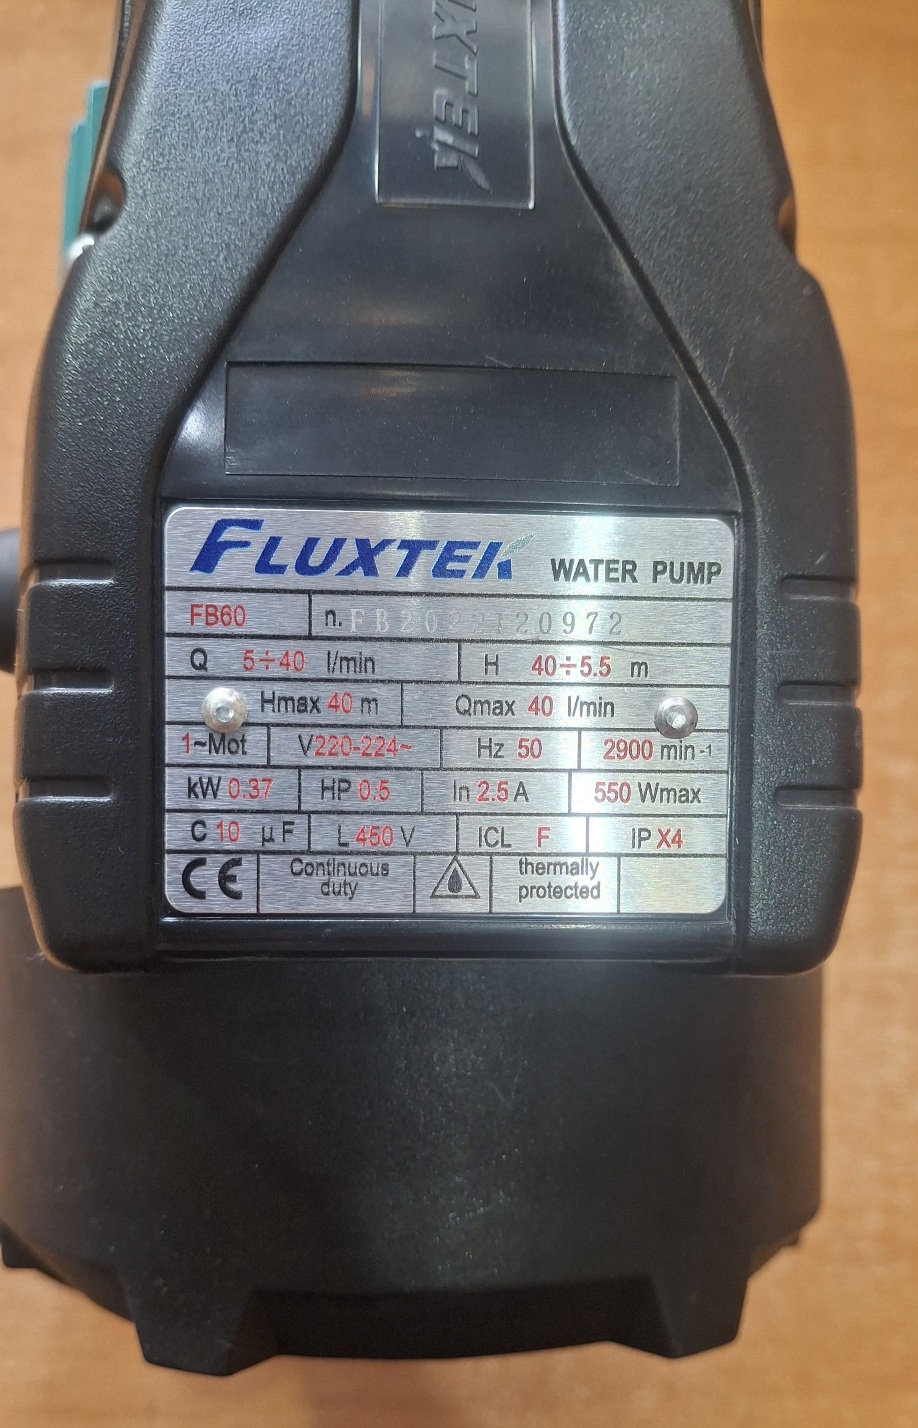 FLUXTEK
FLUXTEK WATER PUMP
FB60 n.
Q 5÷40 l/min H 40÷5.5 m
Hmax 40 m Qmax 40 l/min
1~Mot V220-224~ Hz 50 2900 min-1
kW 0.37 HP 0.5 In 2.5 A 550 Wmax
C 10 µF L 450 V ICL F IP X4
CE Continuous duty thermally protected